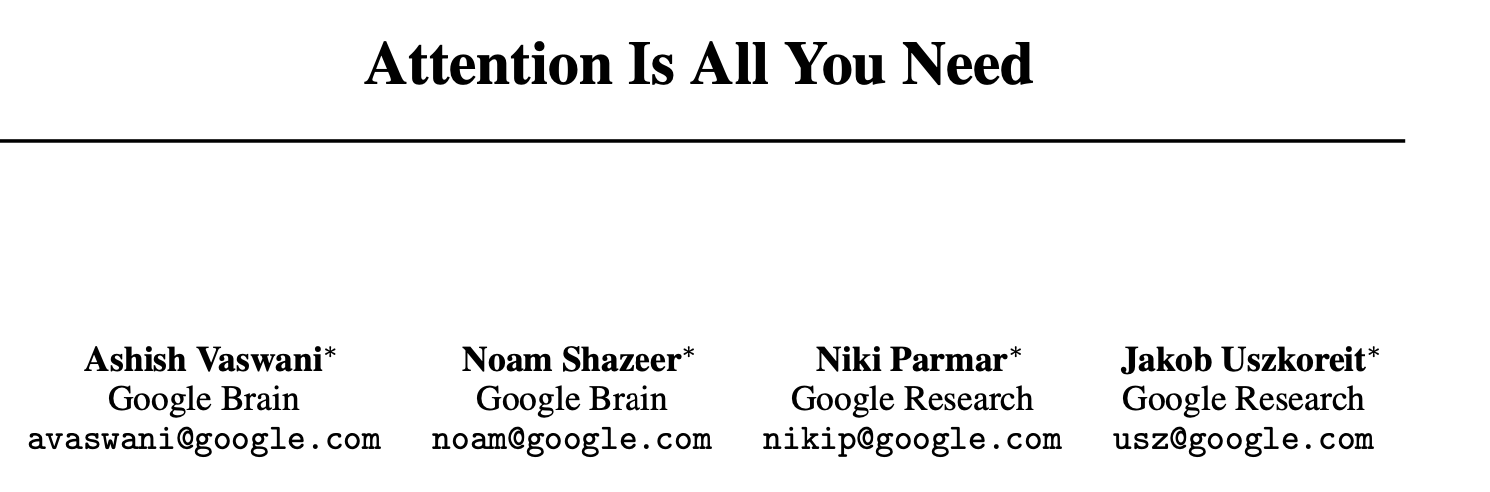 Attention Is All You Need
Ashish Vaswani* Noam Shazeer* Niki Parmar* Jakob Uszkoreit*
Google Brain Google Brain Google Research Google Research
avaswani@google.com noam@google.com nikip@google.com usz@google.com